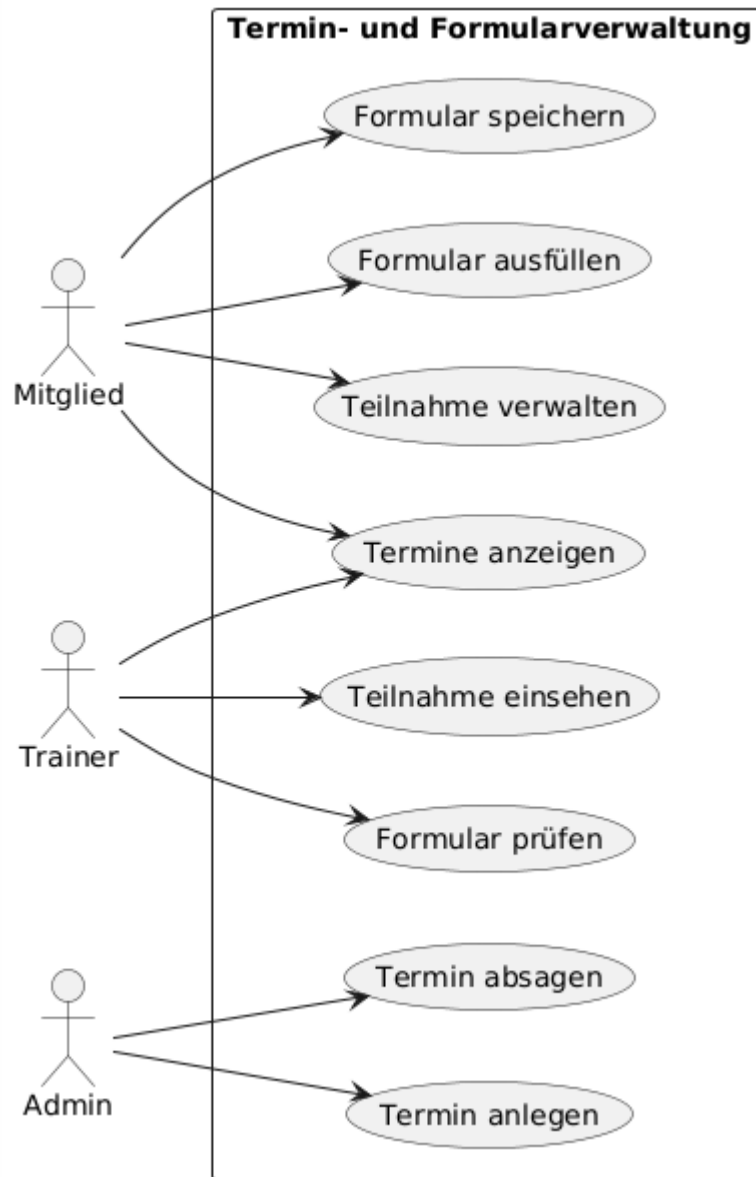 Termin- und Formularverwaltung
Formular speichern
Formular ausfüllen
Mitglied
Teilnahme verwalten
Termine anzeigen
Teilnahme einsehen
Trainer
Formular prüfen
Termin absagen
Admin
Termin anlegen